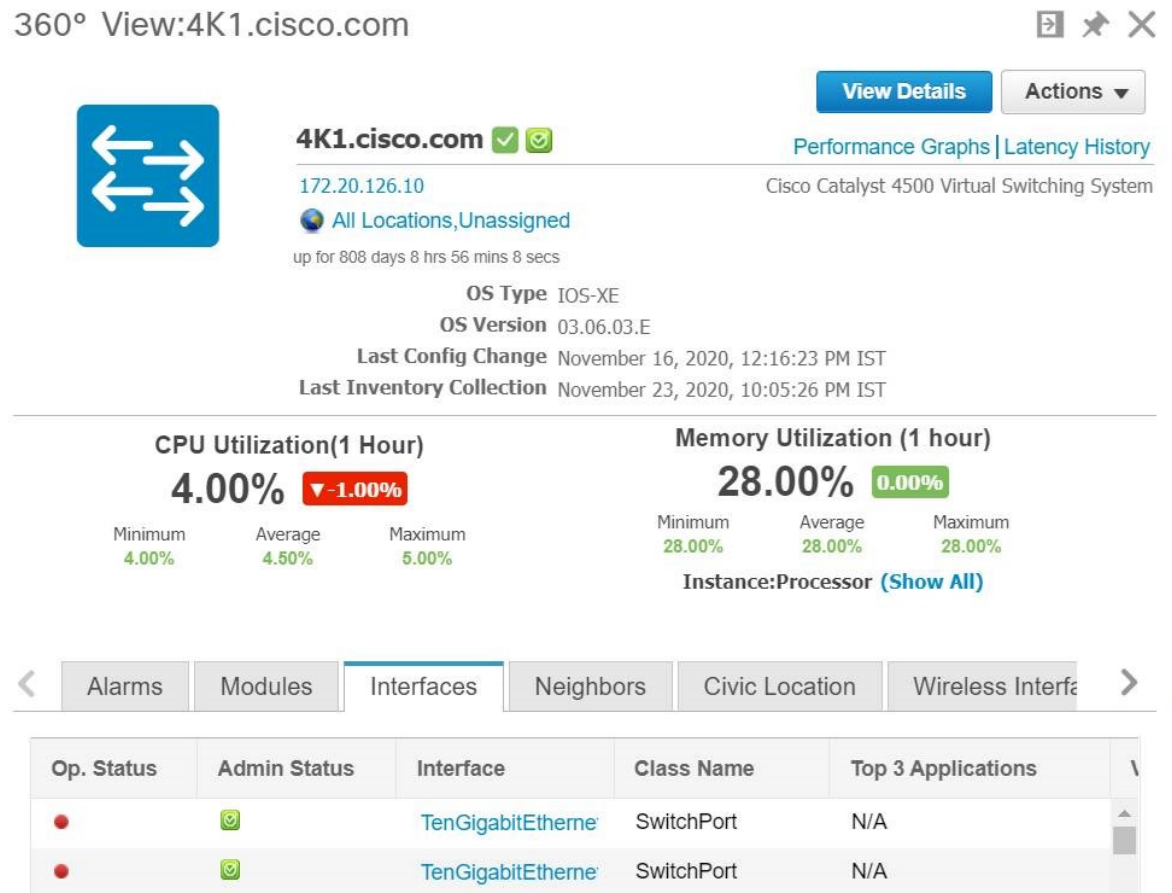 360° View:4K1.cisco.com
View Details
Actions
4K1.cisco.com
Performance Graphs | Latency History
172.20.126.10
Cisco Catalyst 4500 Virtual Switching System
All Locations,Unassigned
up for 808 days 8 hrs 56 mins 8 secs
OS Type IOS-XE
OS Version 03.06.03.E
Last Config Change November 16, 2020, 12:16:23 PM IST
Last Inventory Collection November 23, 2020, 10:05:26 PM IST
CPU Utilization(1 Hour)
4.00% ▼-1.00%
Minimum Average Maximum
4.00% 4.50% 5.00%
Memory Utilization (1 hour)
28.00% 0.00%
Minimum Average Maximum
28.00% 28.00% 28.00%
Instance:Processor (Show All)
Alarms Modules Interfaces Neighbors Civic Location Wireless Interfa
Op. Status Admin Status Interface Class Name Top 3 Applications
TenGigabitEtherne SwitchPort N/A
TenGigabitEtherne SwitchPort N/A